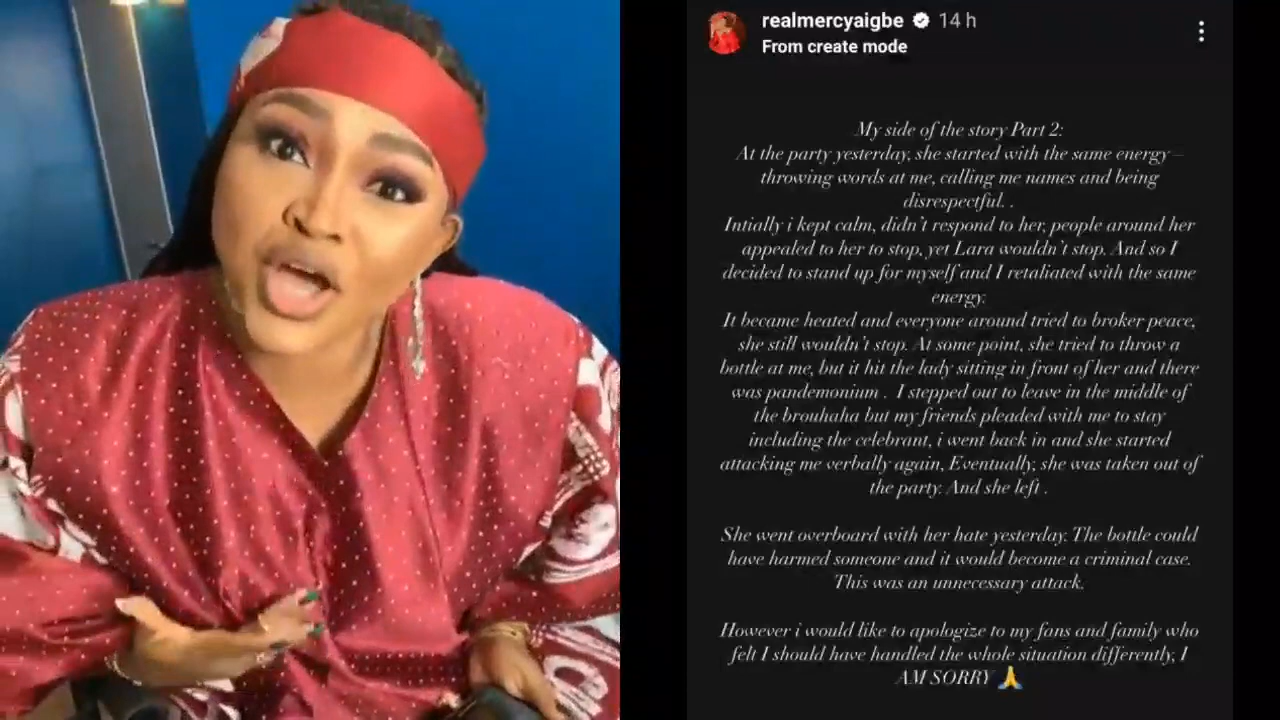 realmercyaigbe 14 h
From create mode
My side of the story Part 2:
At the party yesterday, she started with the same energy –
throwing words at me, calling me names and being
disrespectful. .
Intially i kept calm, didn't respond to her, people around her
appealed to her to stop, yet Lara wouldn't stop. And so I
decided to stand up for myself and I retaliated with the same
energy.
It became heated and everyone around tried to broker peace,
she still wouldn't stop. At some point, she tried to throw a
bottle at me, but it hit the lady sitting in front of her and there
was pandemonium . I stepped out to leave in the middle of
the brouhaha but my friends pleaded with me to stay
including the celebrant, i went back in and she started
attacking me verbally again, Eventually, she was taken out of
the party. And she left .
She went overboard with her hate yesterday. The bottle could
have harmed someone and it would become a criminal case.
This was an unnecessary attack.
However i would like to apologize to my fans and family who
felt I should have handled the whole situation differently, I
AM SORRY 🙏